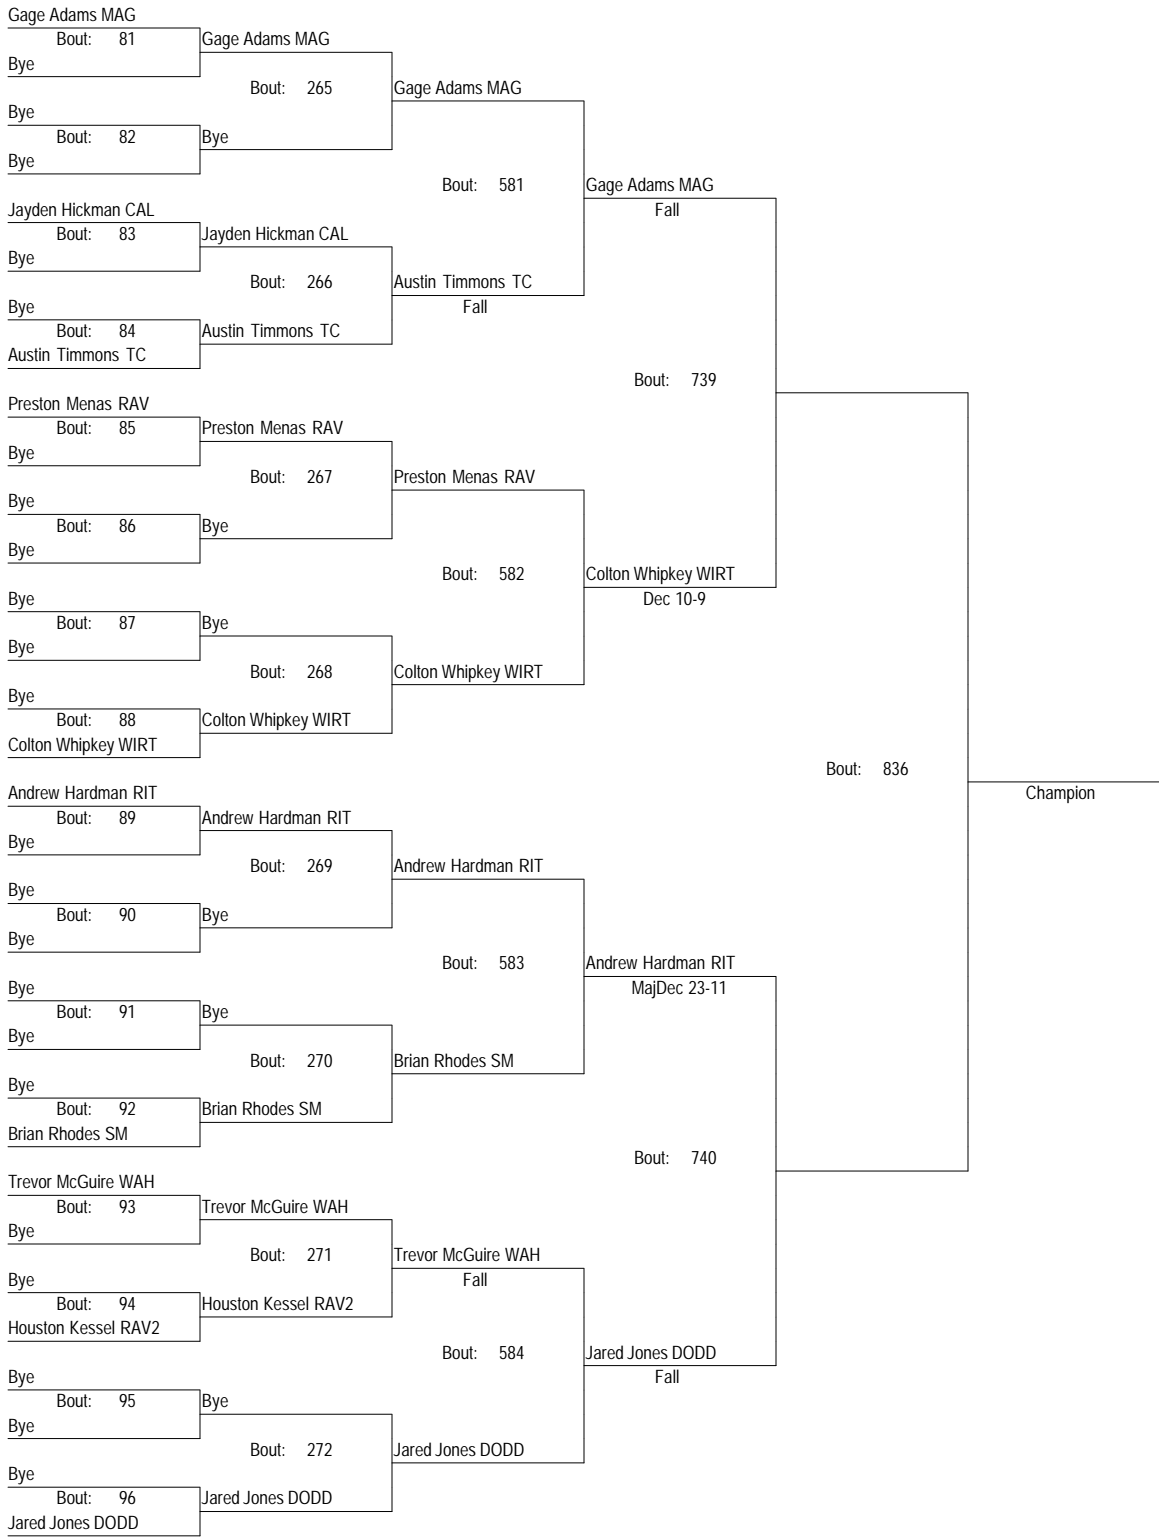 Gage Adams MAG
Bout: 81 Gage Adams MAG
Bye
Bout: 265 Gage Adams MAG
Bye
Bout: 82 Bye
Bye
Bout: 581 Gage Adams MAG
Jayden Hickman CAL Fall
Bout: 83 Jayden Hickman CAL
Bye
Bout: 266 Austin Timmons TC
Bye Fall
Bout: 84 Austin Timmons TC
Austin Timmons TC
Bout: 739
Preston Menas RAV
Bout: 85 Preston Menas RAV
Bye
Bout: 267 Preston Menas RAV
Bye
Bout: 86 Bye
Bye
Bout: 582 Colton Whipkey WIRT
Bye Dec 10-9
Bout: 87 Bye
Bye
Bout: 268 Colton Whipkey WIRT
Bye
Bout: 88 Colton Whipkey WIRT
Colton Whipkey WIRT
Bout: 836
Andrew Hardman RIT Champion
Bout: 89 Andrew Hardman RIT
Bye
Bout: 269 Andrew Hardman RIT
Bye
Bout: 90 Bye
Bye
Bout: 583 Andrew Hardman RIT
Bye MajDec 23-11
Bout: 91 Bye
Bye
Bout: 270 Brian Rhodes SM
Bye
Bout: 92 Brian Rhodes SM
Brian Rhodes SM
Bout: 740
Trevor McGuire WAH
Bout: 93 Trevor McGuire WAH
Bye
Bout: 271 Trevor McGuire WAH
Bye Fall
Bout: 94 Houston Kessel RAV2
Houston Kessel RAV2
Bout: 584 Jared Jones DODD
Bye Fall
Bout: 95 Bye
Bye
Bout: 272 Jared Jones DODD
Bye
Bout: 96 Jared Jones DODD
Jared Jones DODD